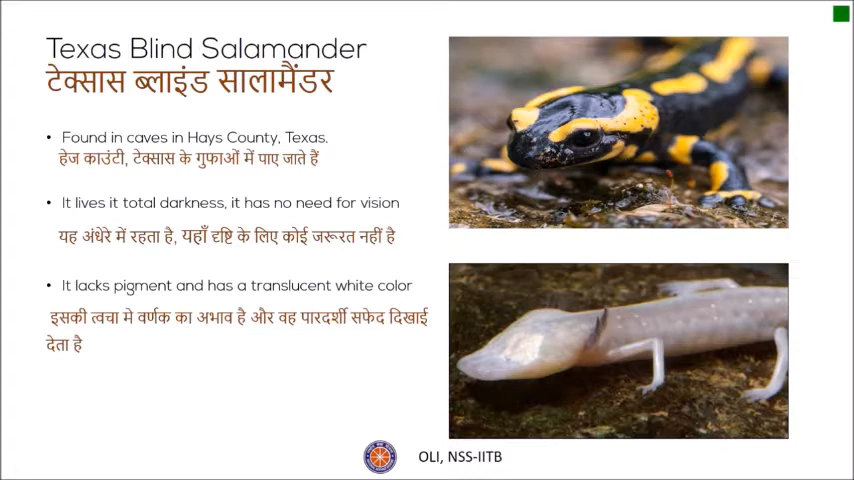 Texas Blind Salamander
टेक्सास ब्लाइंड सालामैंडर
• Found in caves in Hays County, Texas.
हेज काउंटी, टेक्सास के गुफाओं में पाए जाते हैं
• It lives it total darkness, it has no need for vision
यह अंधेरे में रहता है, यहाँ दृष्टि के लिए कोई जरूरत नहीं है
• It lacks pigment and has a translucent white color
इसकी त्वचा मे वर्णक का अभाव है और वह पारदर्शी सफेद दिखाई
देता है
OLI, NSS-IITB